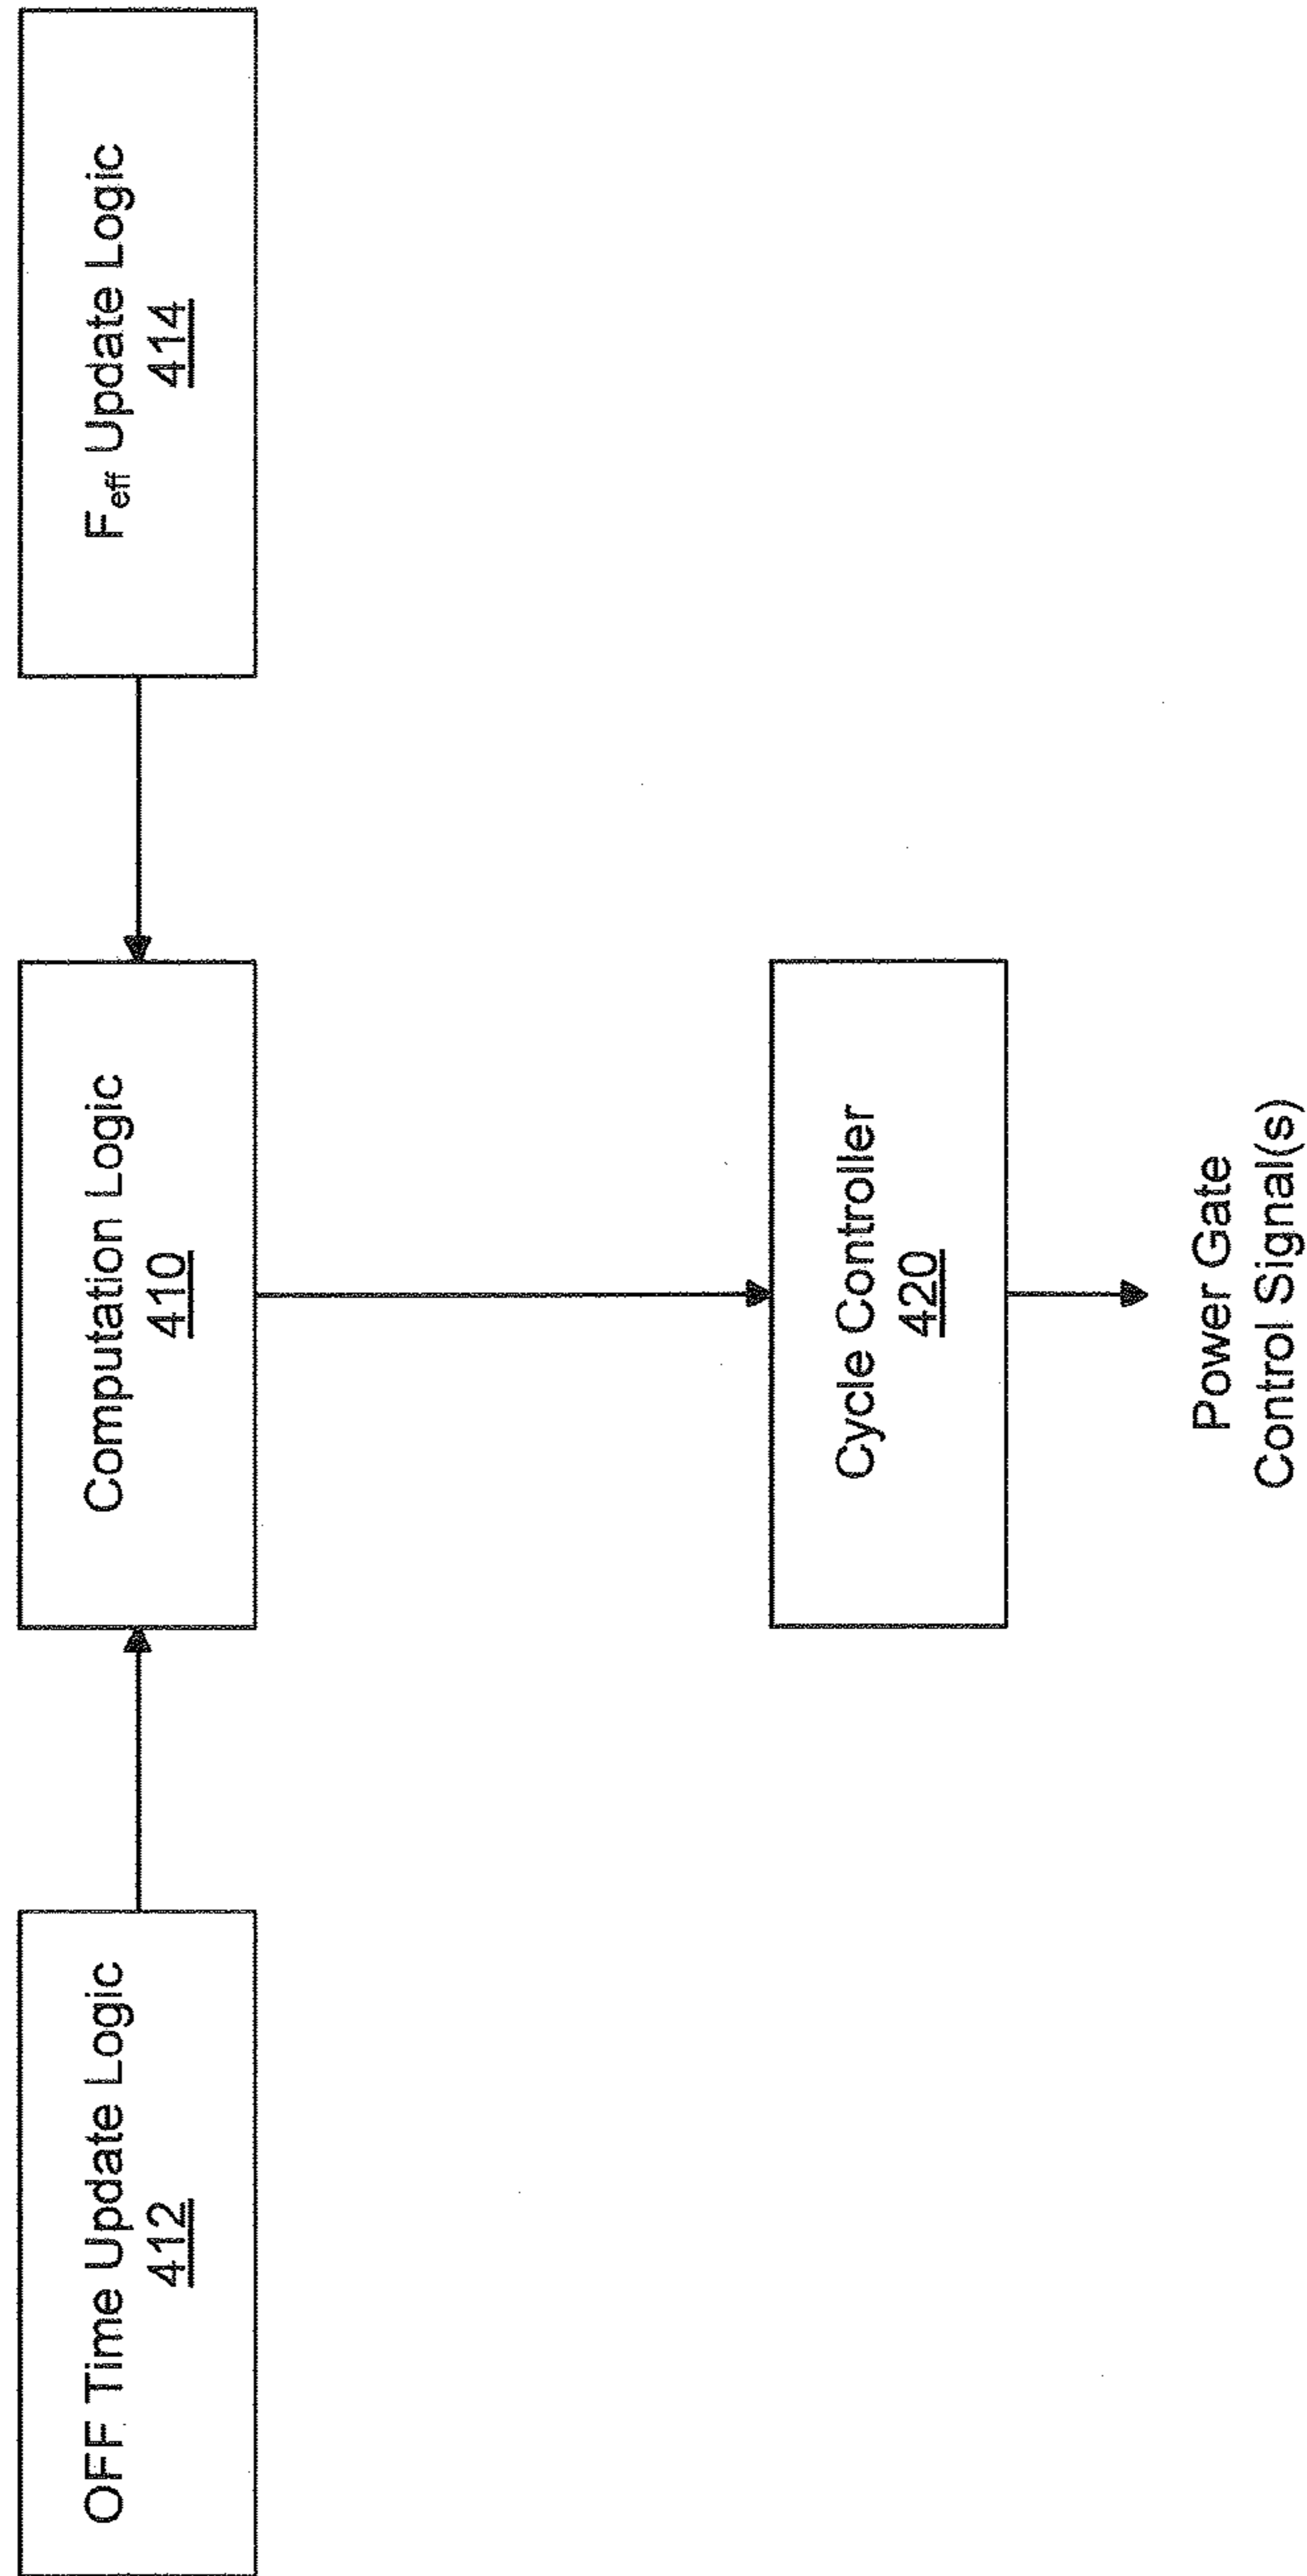 OFF Time Update Logic
412
Computation Logic
410
F_eff Update Logic
414
Cycle Controller
420
Power Gate
Control Signal(s)